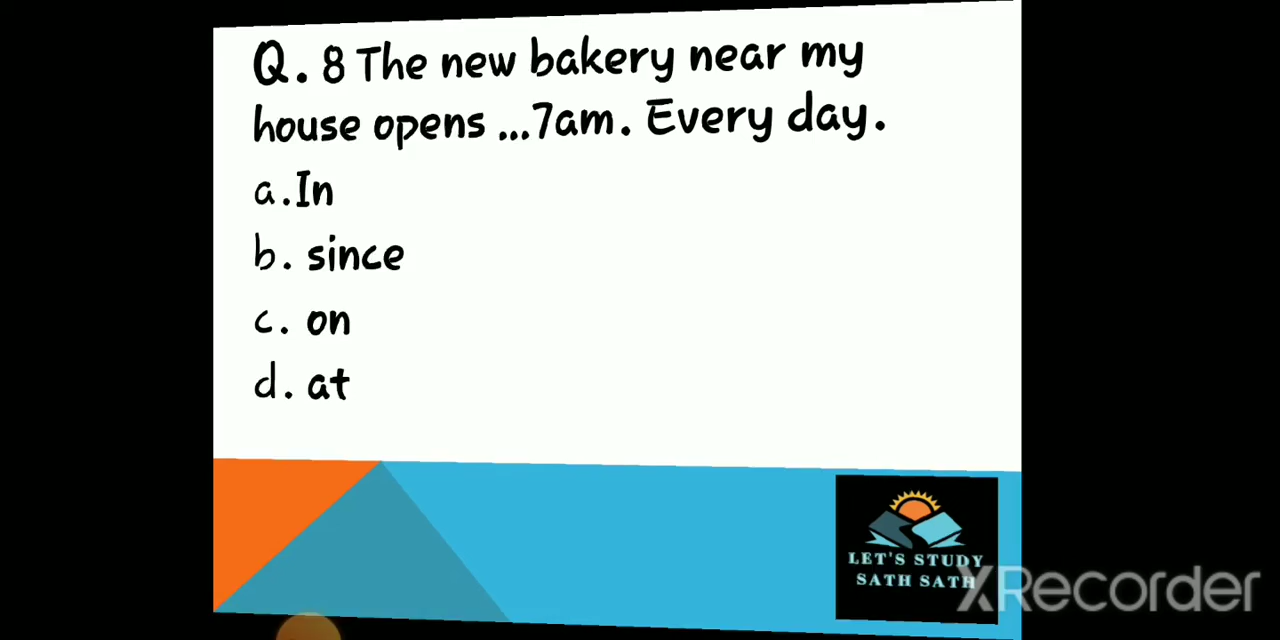 Q. 8 The new bakery near my
house opens ...7am. Every day.
a.In
b. since
c. on
d. at
LET'S STUDY
SATH SATH
XRecorder